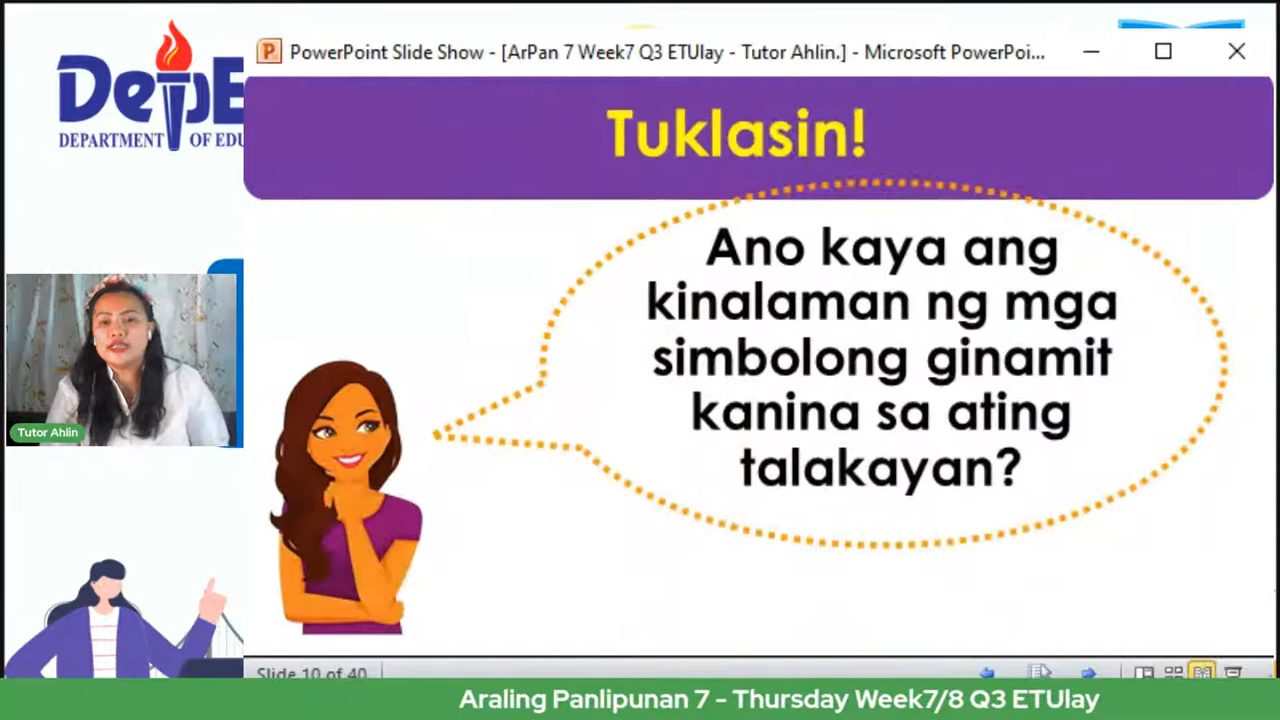 DepE
DEPARTMENT OF EDU
PowerPoint Slide Show - [ArPan 7 Week7 Q3 ETUlay - Tutor Ahlin.] - Microsoft PowerPoi...
Tuklasin!
Ano kaya ang
kinalaman ng mga
simbolong ginamit
kanina sa ating
talakayan?
Tutor Ahlin
Slide 10 of 40
Araling Panlipunan 7 - Thursday Week7/8 Q3 ETUlay